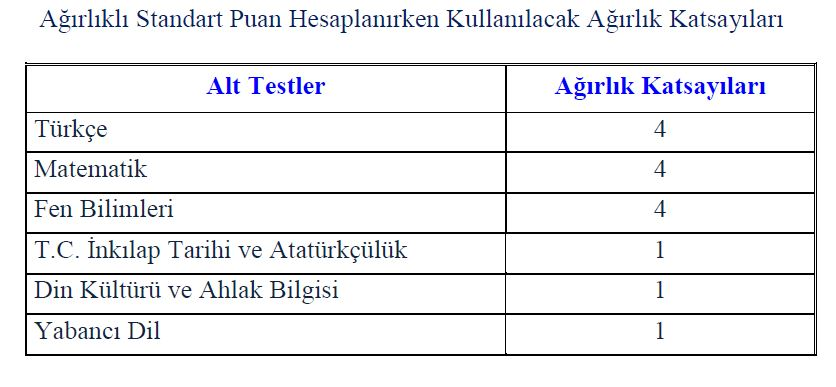 Ağırlıklı Standart Puan Hesaplanırken Kullanılacak Ağırlık Katsayıları
Alt Testler Ağırlık Katsayıları
Türkçe 4
Matematik 4
Fen Bilimleri 4
T.C. İnkılap Tarihi ve Atatürkçülük 1
Din Kültürü ve Ahlak Bilgisi 1
Yabancı Dil 1